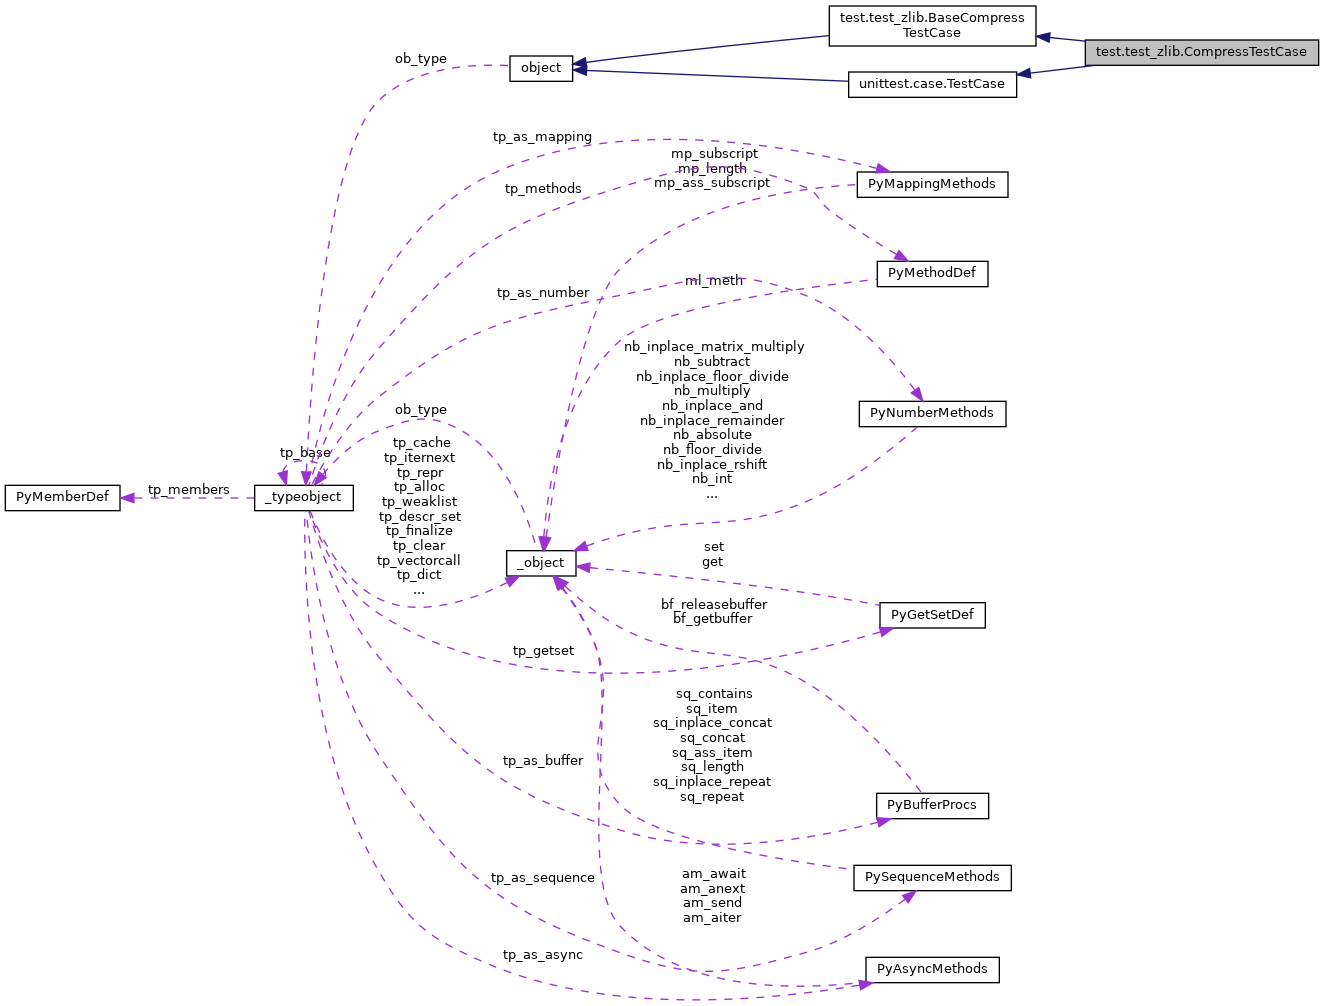 test.test_zlib.BaseCompress
TestCase
test.test_zlib.CompressTestCase
ob_type
object
unittest.case.TestCase
tp_as_mapping
mp_subscript
mp_length
mp_ass_subscript
PyMappingMethods
tp_methods
PyMethodDef
ml_meth
tp_as_number
nb_inplace_matrix_multiply
nb_subtract
nb_inplace_floor_divide
nb_multiply
nb_inplace_and
nb_inplace_remainder
nb_absolute
nb_floor_divide
nb_inplace_rshift
nb_int
...
PyNumberMethods
ob_type
tp_base
tp_cache
tp_iternext
tp_repr
tp_alloc
tp_weaklist
tp_descr_set
tp_finalize
tp_clear
tp_vectorcall
tp_dict
...
PyMemberDef
tp_members
_typeobject
_object
set
get
bf_releasebuffer
bf_getbuffer
PyGetSetDef
tp_getset
sq_contains
sq_item
sq_inplace_concat
sq_concat
sq_ass_item
sq_length
sq_inplace_repeat
sq_repeat
tp_as_buffer
PyBufferProcs
tp_as_sequence
PySequenceMethods
am_await
am_anext
am_send
am_aiter
tp_as_async
PyAsyncMethods